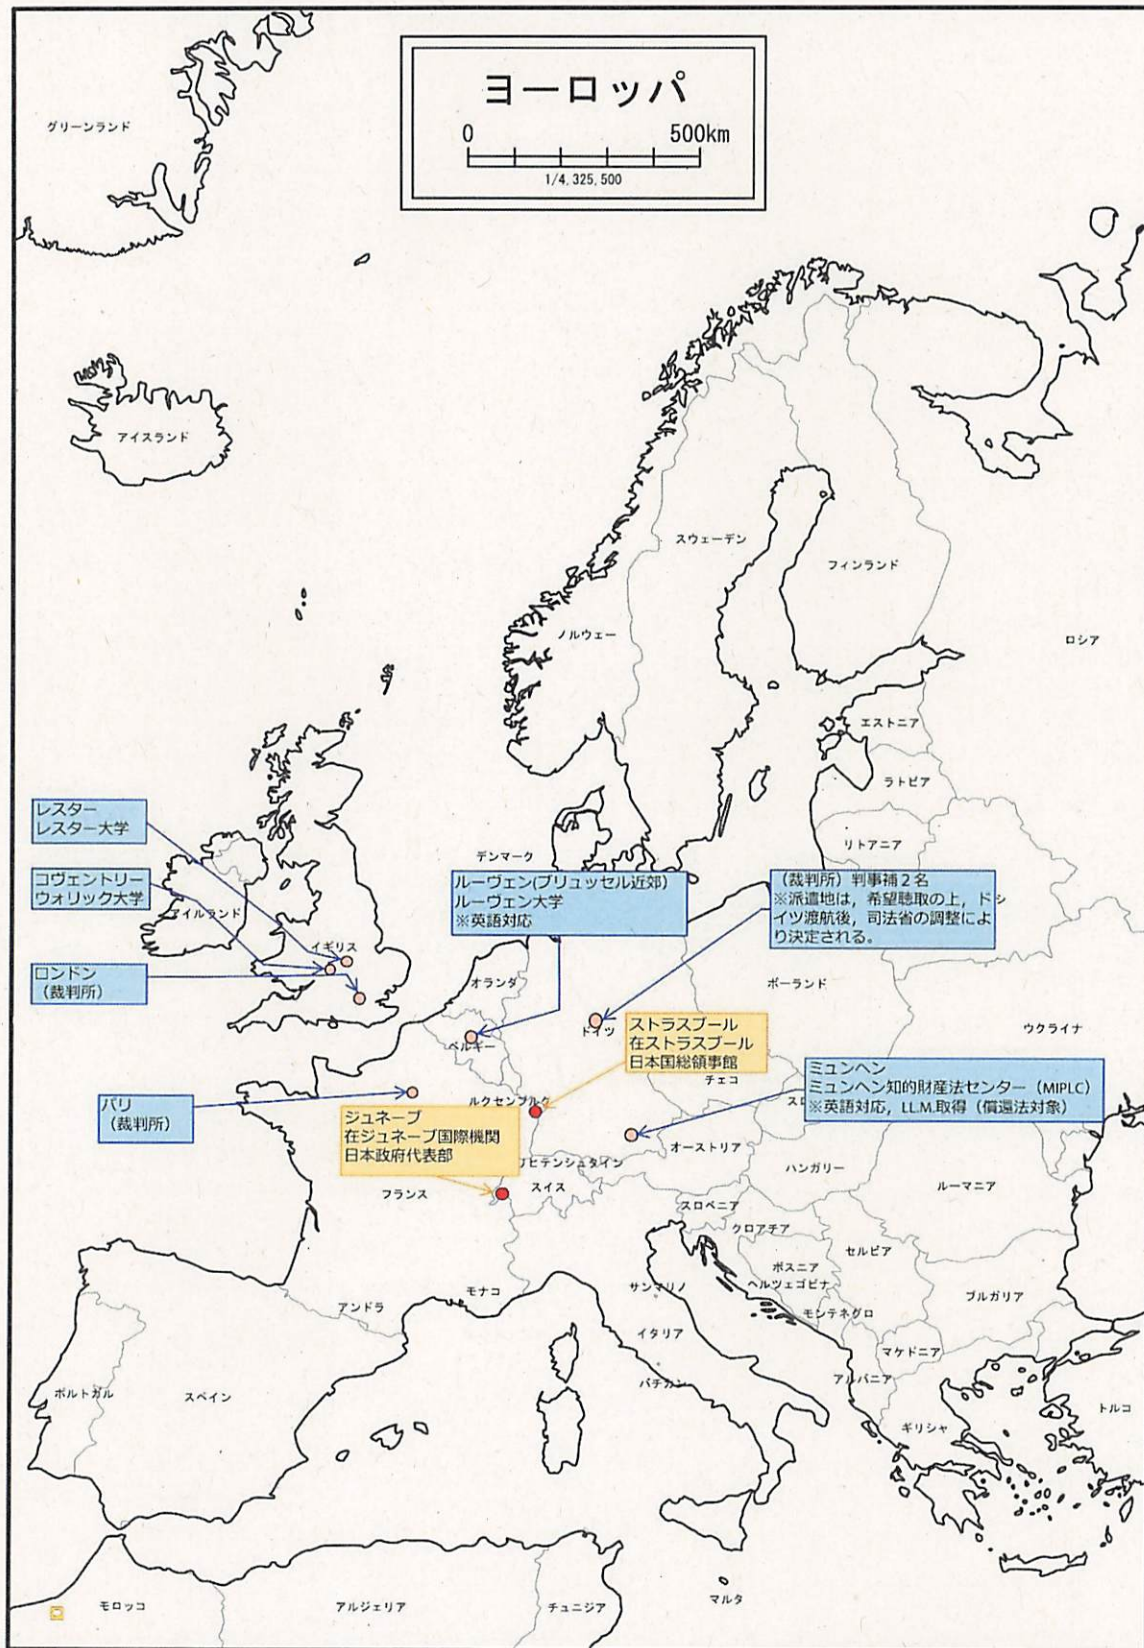 ヨーロッパ
0 500km
1/4,325,500
グリーンランド
アイスランド
スウェーデン
フィンランド
ノルウェー
ロシア
エストニア
ラトビア
リトアニア
デンマーク
レスター
レスター大学
コヴェントリー
ウォリック大学
アイルランド
イギリス
ロンドン
(裁判所)
ルーヴェン(ブリュッセル近郊)
ルーヴェン大学
※英語対応
(裁判所)判事補2名
※派遣地は,希望聴取の上,ド
イツ渡航後,司法省の調整によ
り決定される。
オランダ
ポーランド
ベルギー
ドイツ
ウクライナ
ストラスブール
在ストラスブール
日本国総領事館
チェコ
ミュンヘン
ミュンヘン知的財産法センター(MIPLC)
※英語対応,LL.M.取得(償還法対象)
パリ
(裁判所)
ルクセンブルク
ジュネーブ
在ジュネーブ国際機関
日本政府代表部
オーストリア
リヒテンシュタイン
スイス
ハンガリー
ルーマニア
フランス
スロベニア
クロアチア
セルビア
ボスニア
ヘルツェゴビナ
モンテネグロ
ブルガリア
モナコ
サンマリノ
アンドラ
イタリア
マケドニア
バチカン
アルバニア
ポルトガル
スペイン
ギリシャ
トルコ
モロッコ
アルジェリア
チュニジア
マルタ